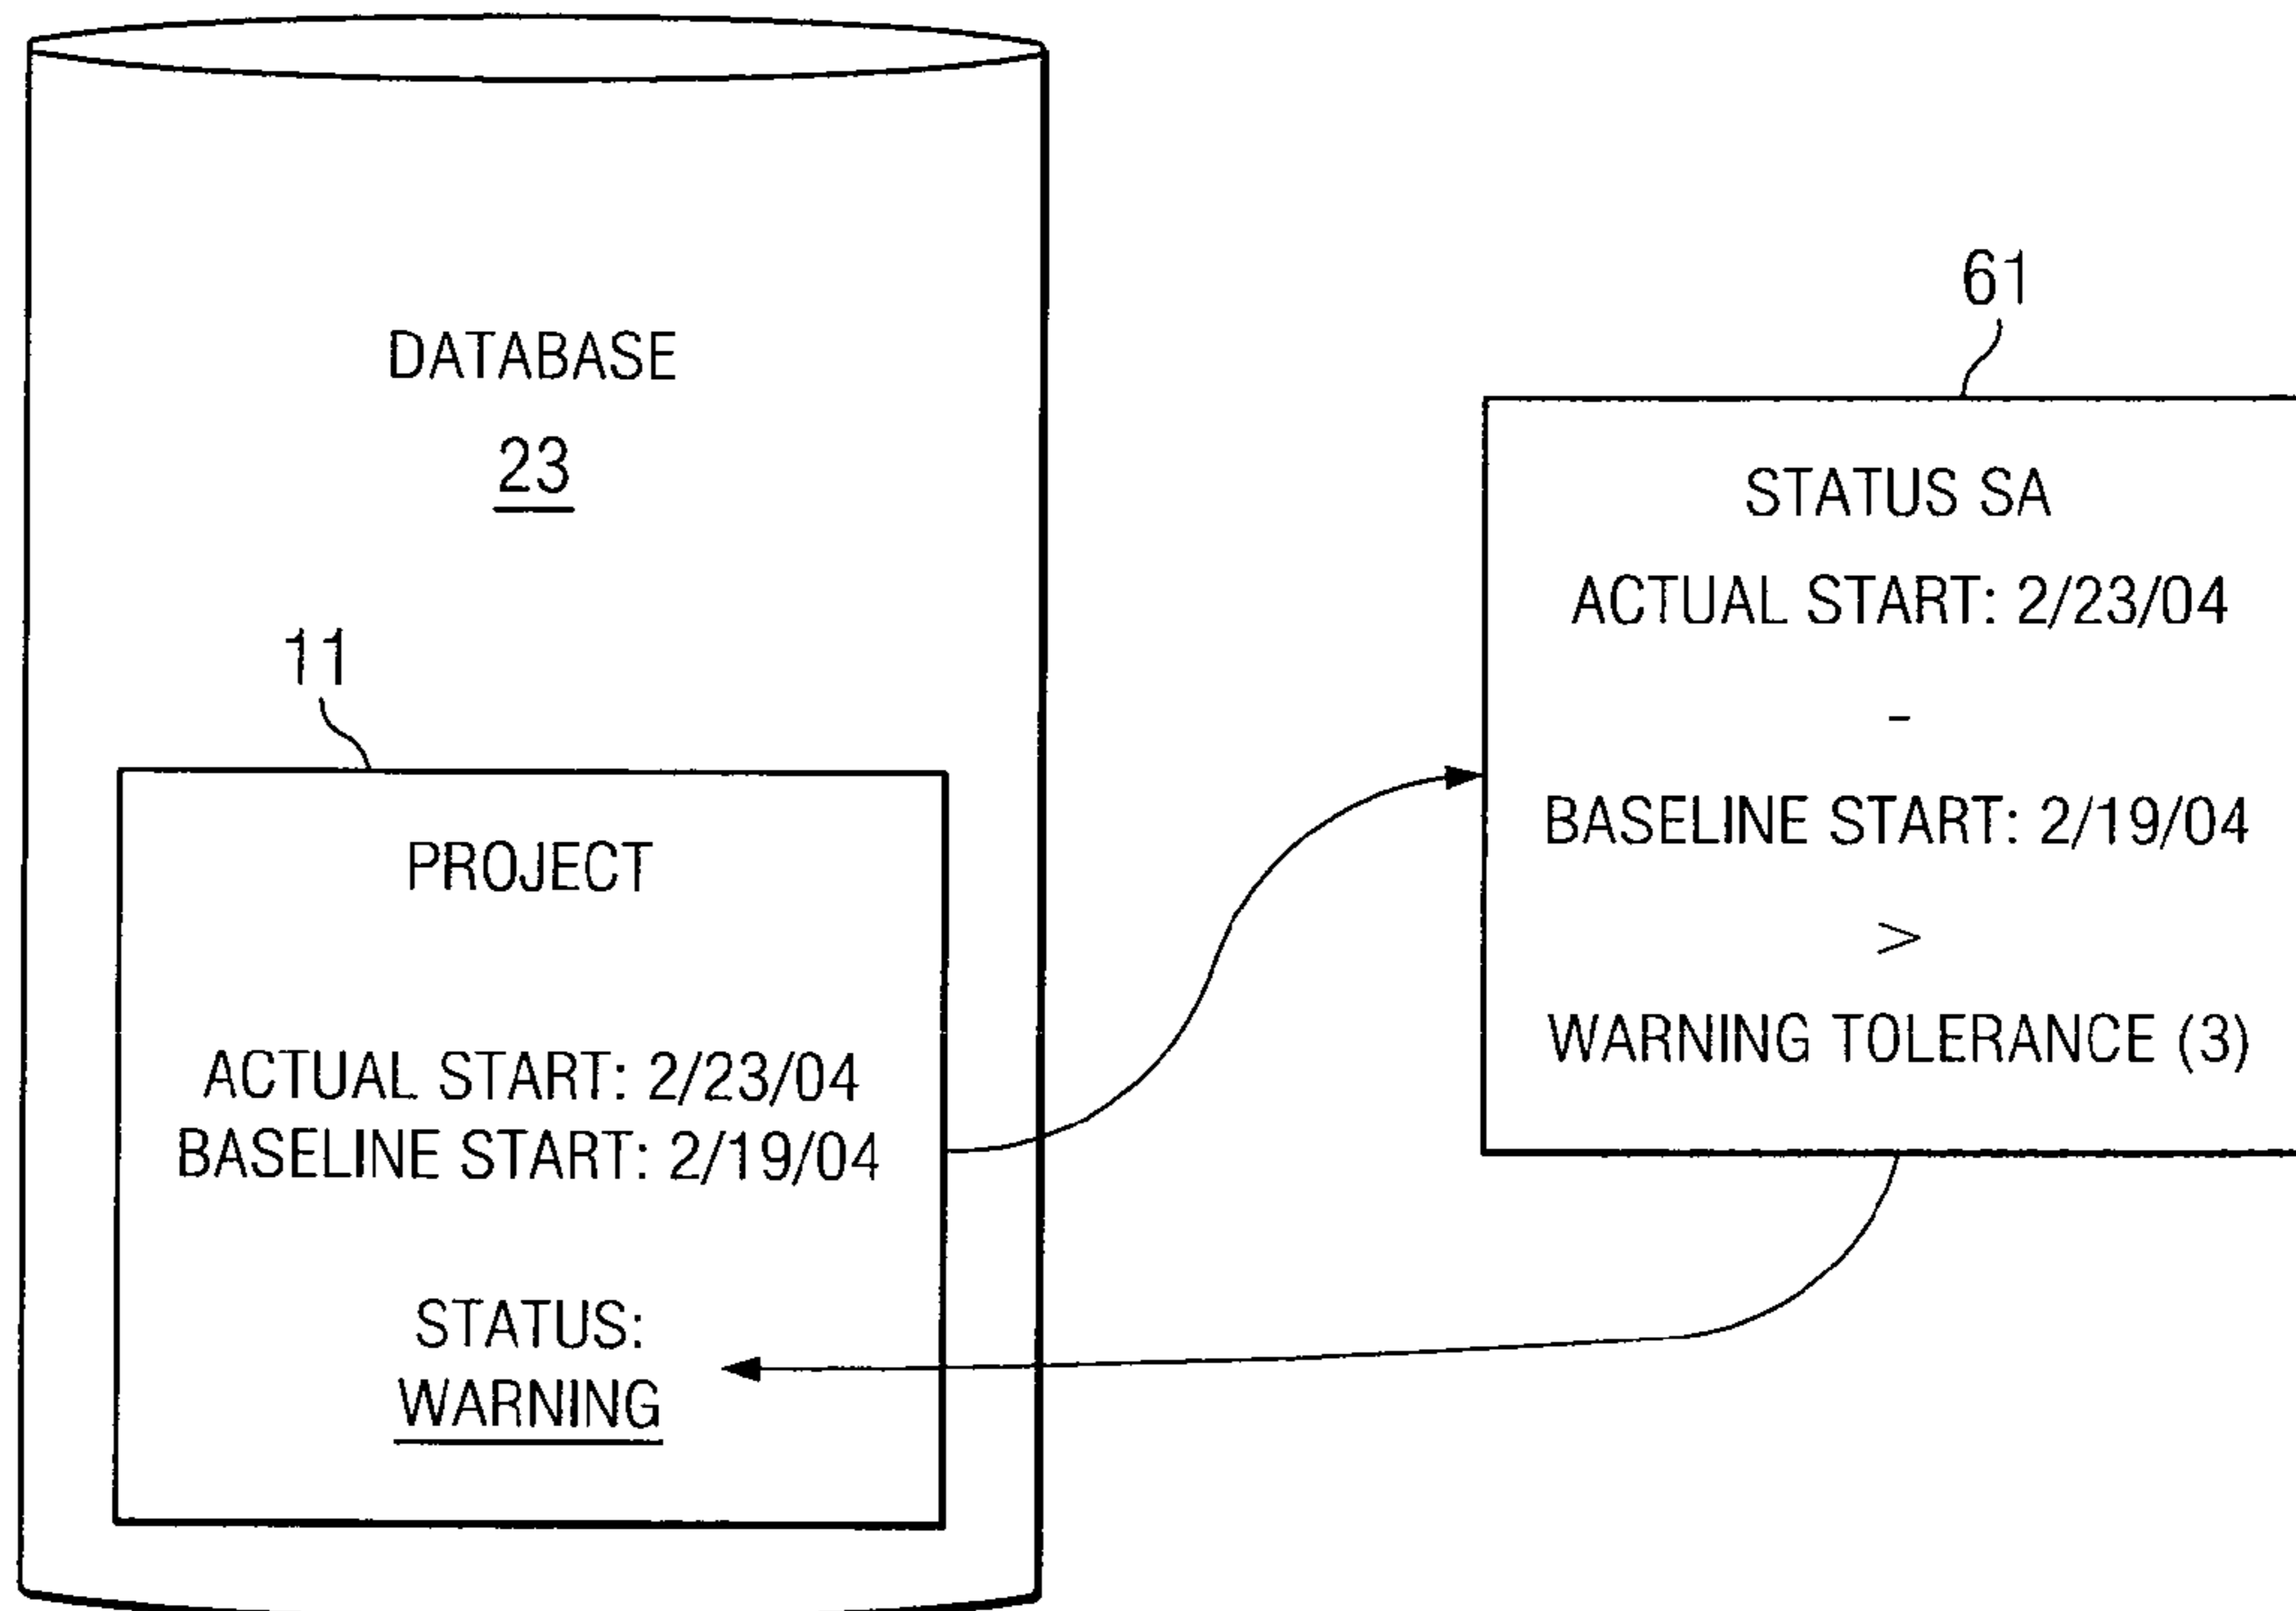 DATABASE
23
11
PROJECT
ACTUAL START: 2/23/04
BASELINE START: 2/19/04
STATUS:
WARNING
61
STATUS SA
ACTUAL START: 2/23/04
-
BASELINE START: 2/19/04
>
WARNING TOLERANCE (3)